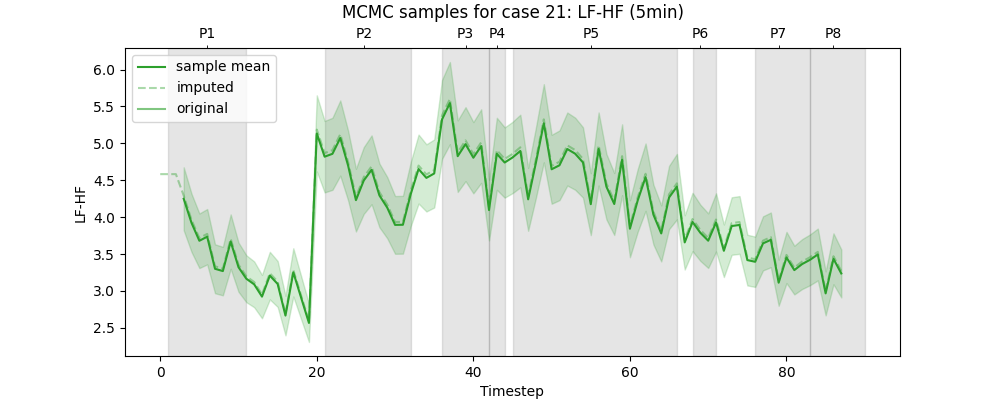 MCMC samples for case 21: LF-HF (5min)
P1 P2 P3 P4 P5 P6 P7 P8
sample mean
imputed
original
6.0
5.5
5.0
4.5
4.0
3.5
3.0
2.5
LF-HF
0 20 40 60 80
Timestep